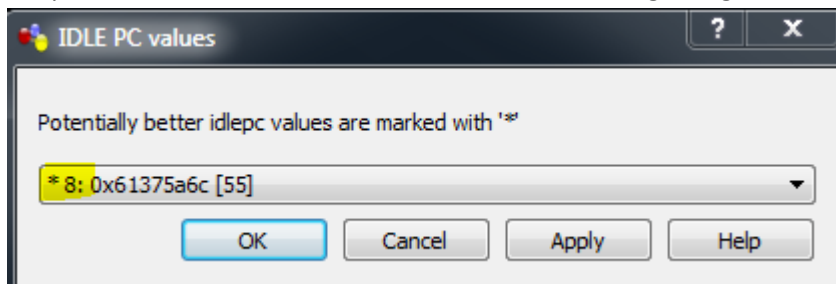 IDLE PC values ? x
Potentially better idlepc values are marked with '*'
* 8: 0x61375a6c [55]
OK Cancel Apply Help